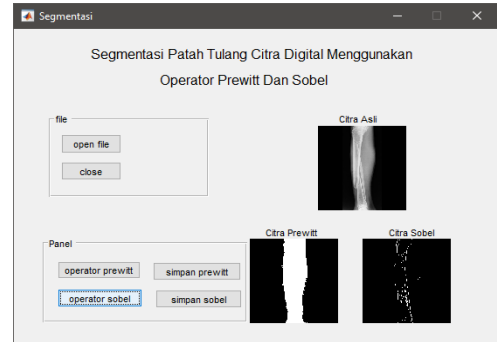 Segmentasi
Segmentasi Patah Tulang Citra Digital Menggunakan
Operator Prewitt Dan Sobel
file
open file
close
Citra Asli
Panel
operator prewitt
simpan prewitt
operator sobel
simpan sobel
Citra Prewitt
Citra Sobel